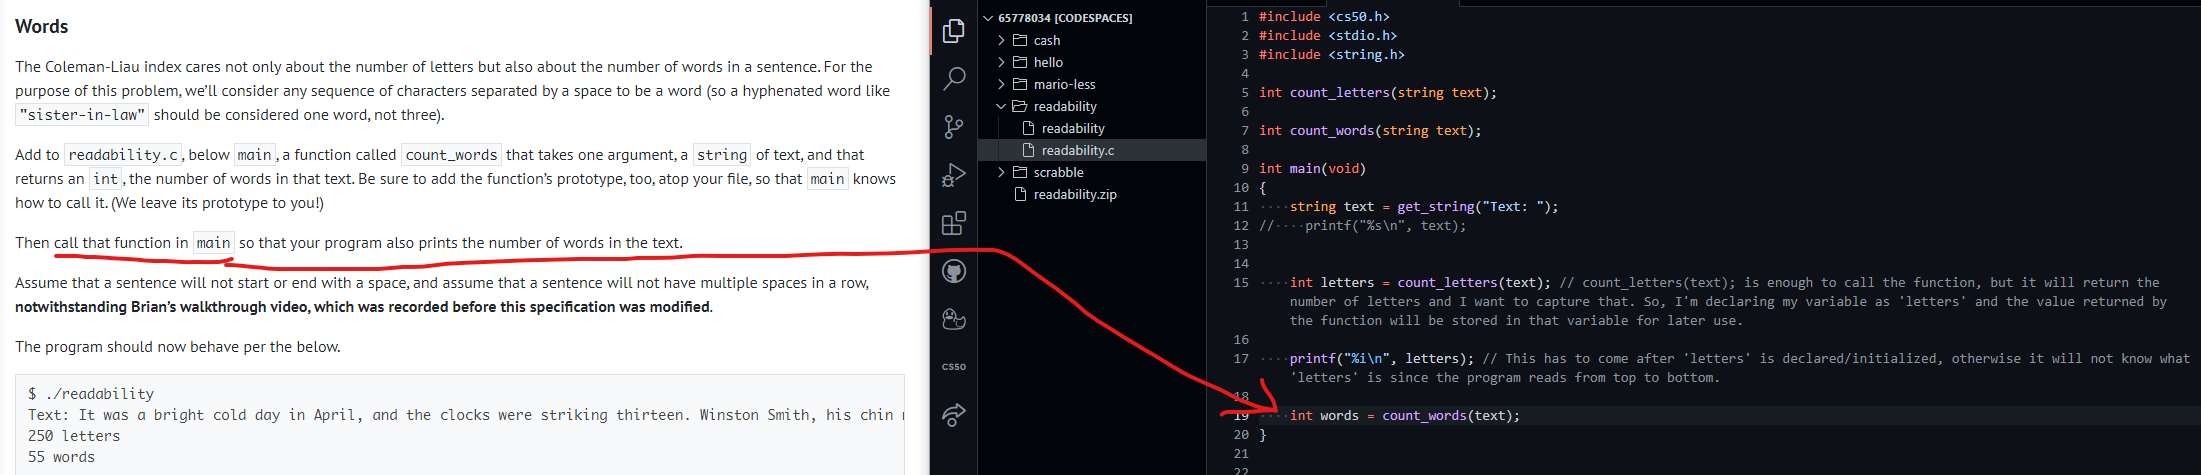 Words
The Coleman-Liau index cares not only about the number of letters but also about the number of words in a sentence. For the
purpose of this problem, we'll consider any sequence of characters separated by a space to be a word (so a hyphenated word like
"sister-in-law" should be considered one word, not three).
Add to readability.c, below main, a function called count_words that takes one argument, a string of text, and that
returns an int, the number of words in that text. Be sure to add the function's prototype, too, atop your file, so that main knows
how to call it. (We leave its prototype to you!)
Then call that function in main so that your program also prints the number of words in the text.
Assume that a sentence will not start or end with a space, and assume that a sentence will not have multiple spaces in a row,
notwithstanding Brian's walkthrough video, which was recorded before this specification was modified.
The program should now behave per the below.
$ ./readability
Text: It was a bright cold day in April, and the clocks were striking thirteen. Winston Smith, his chin
250 letters
55 words
CS50
65778034 [CODESPACES]
cash
hello
mario-less
readability
readability
readability.c
scrabble
readability.zip
1 #include <cs50.h>
2 #include <stdio.h>
3 #include <string.h>
4
5 int count_letters(string text);
6
7 int count_words(string text);
8
9 int main(void)
10 {
11 ····string text = get_string("Text: ");
12 //····printf("%s\n", text);
13
14
15 ····int letters = count_letters(text); // count_letters(text); is enough to call the function, but it will return the
number of letters and I want to capture that. So, I'm declaring my variable as 'letters' and the value returned by
the function will be stored in that variable for later use.
16
17 ····printf("%i\n", letters); // This has to come after 'letters' is declared/initialized, otherwise it will not know what
'letters' is since the program reads from top to bottom.
18
19 ····int words = count_words(text);
20 }
21
22